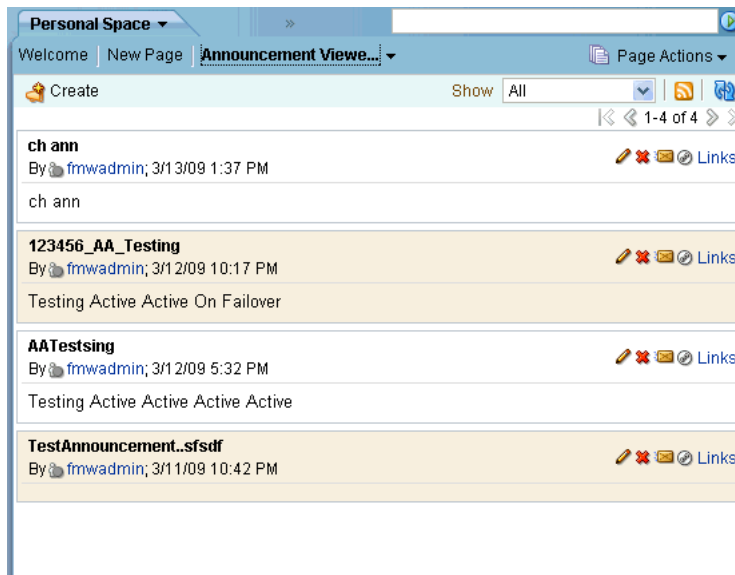 Personal Space
»
Welcome New Page Announcement Viewe... Page Actions
Create Show All
1-4 of 4
ch ann
By fmwadmin; 3/13/09 1:37 PM Links
ch ann
123456_AA_Testing
By fmwadmin; 3/12/09 10:17 PM Links
Testing Active Active On Failover
AATestsing
By fmwadmin; 3/12/09 5:32 PM Links
Testing Active Active Active Active
TestAnnouncement..sfsdf
By fmwadmin; 3/11/09 10:42 PM Links